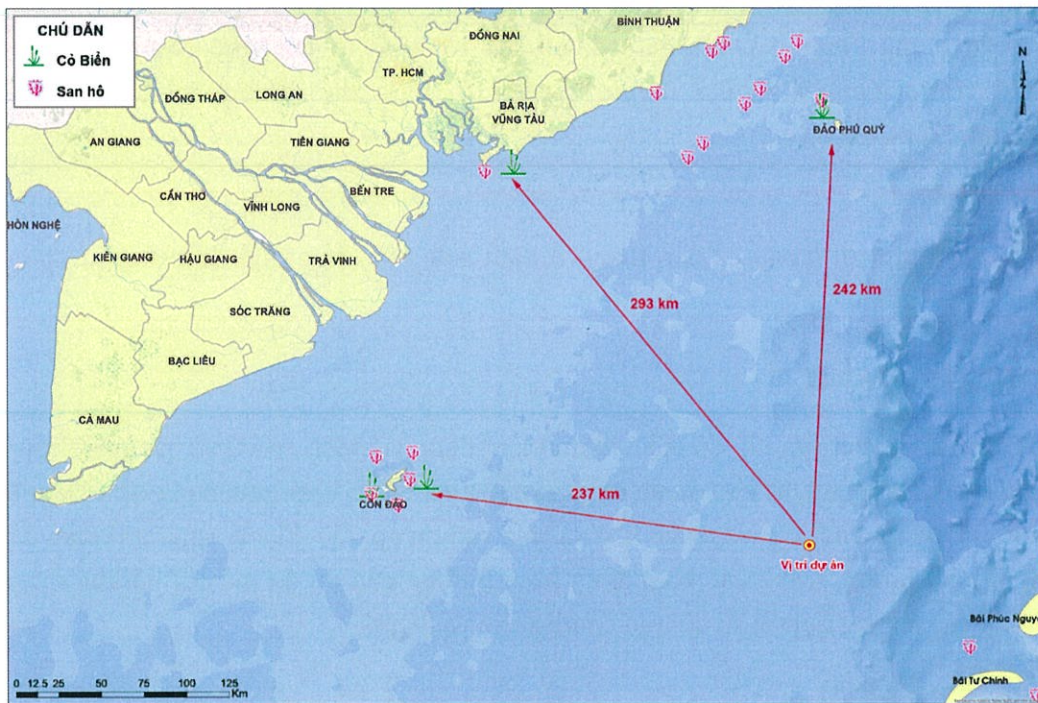 CHÚ DẪN
Cỏ Biển
San hô
BÌNH THUẬN
ĐỒNG NAI
N
TP. HCM
LONG AN
ĐỒNG THÁP
BÀ RỊA
VŨNG TÀU
ĐẢO PHÚ QUÝ
AN GIANG
TIỀN GIANG
BẾN TRE
CẦN THƠ
VĨNH LONG
HÒN NGHỆ
KIÊN GIANG
HẬU GIANG
TRÀ VINH
293 km
242 km
SÓC TRĂNG
BẠC LIÊU
CÀ MAU
237 km
CÔN ĐẢO
Vị trí dự án
Bãi Phúc Nguy
Bãi Tư Chính
0 12.5 25 50 75 100 125
Km